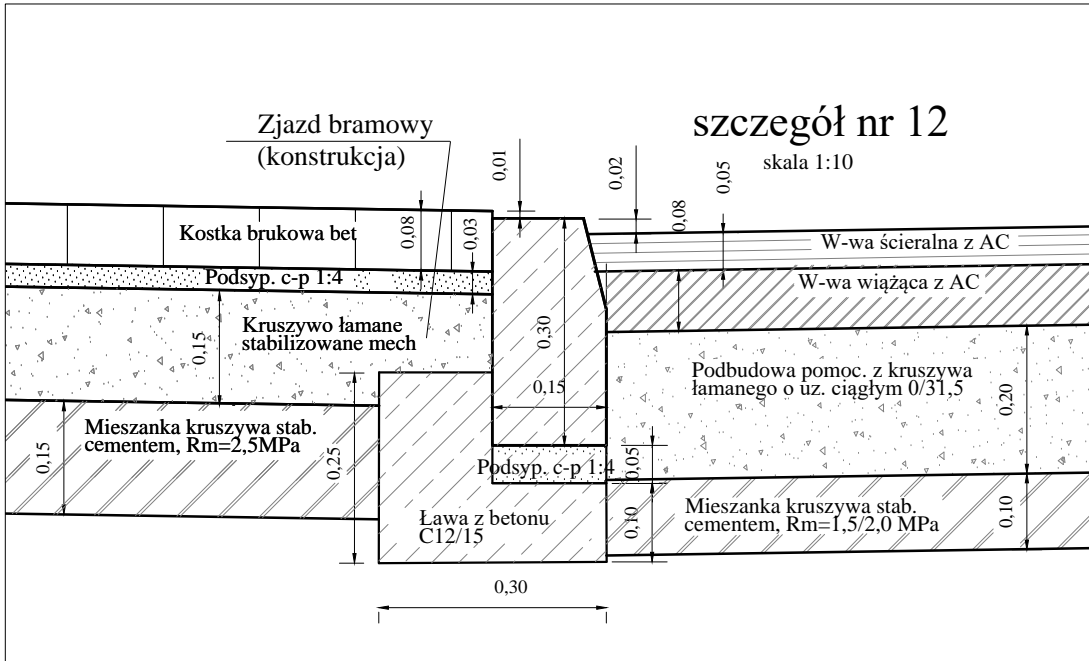 szczegół nr 12
skala 1:10
Zjazd bramowy
(konstrukcja)
0,01
0,02
0,05
0,08
0,08
0,03
Kostka brukowa bet
Podsyp. c-p 1:4
Kruszywo łamane
stabilizowane mech
0,15
Mieszanka kruszywa stab.
cementem, Rm=2,5MPa
0,15
0,25
0,30
0,15
Podsyp. c-p 1:4
0,05
0,10
Ława z betonu
C12/15
0,30
W-wa ścieralna z AC
W-wa wiążąca z AC
Podbudowa pomoc. z kruszywa
łamanego o uz. ciągłym 0/31,5
0,20
Mieszanka kruszywa stab.
cementem, Rm=1,5/2,0 MPa
0,10